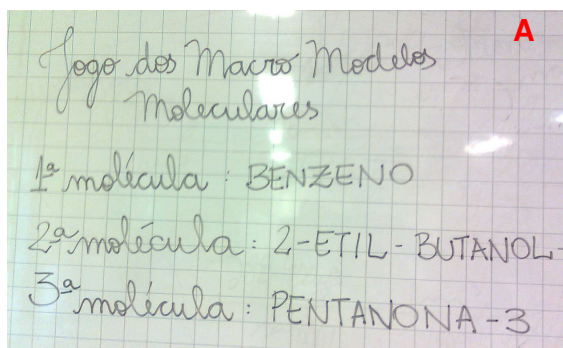 A
Jogo dos Macro Modelos
Moleculares
1ª molécula: BENZENO
2ª molécula: 2-ETIL-BUTANOL-
3ª molécula: PENTANONA-3